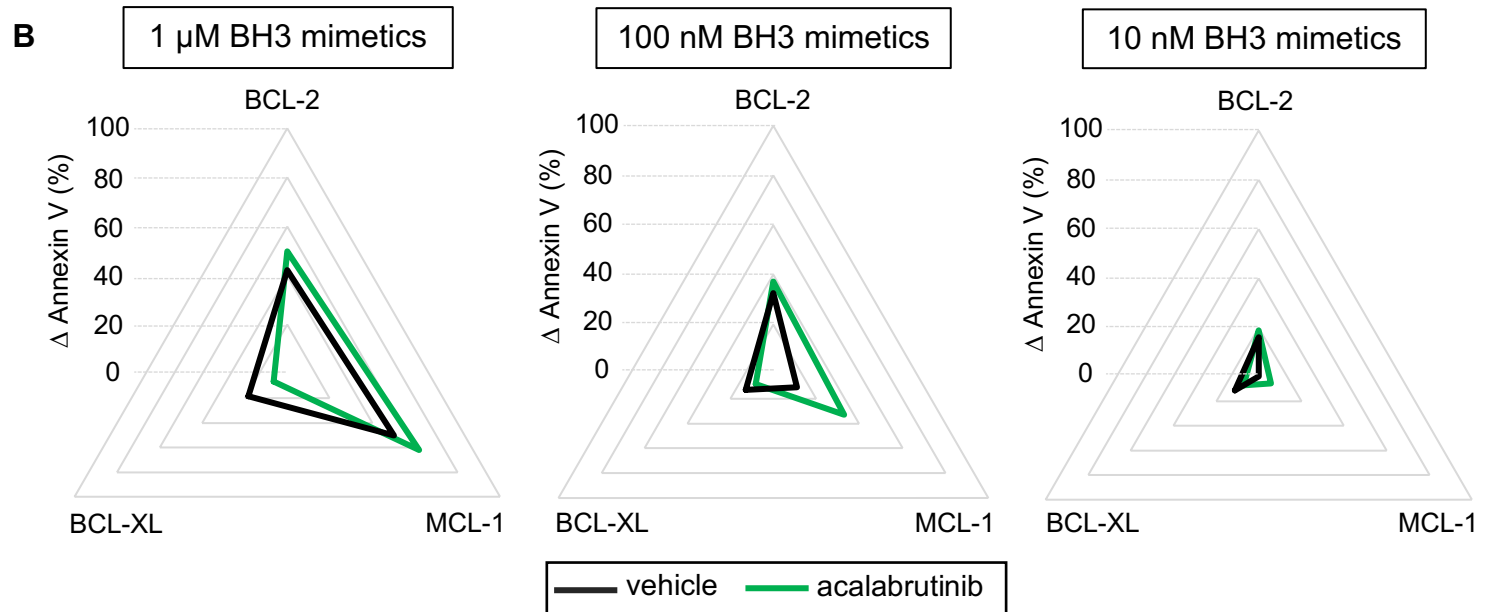 B
1 µM BH3 mimetics
BCL-2
Δ Annexin V (%)
100
80
60
40
20
0
BCL-XL
MCL-1
100 nM BH3 mimetics
BCL-2
Δ Annexin V (%)
100
80
60
40
20
0
BCL-XL
MCL-1
10 nM BH3 mimetics
BCL-2
Δ Annexin V (%)
100
80
60
40
20
0
BCL-XL
MCL-1
vehicle
acalabrutinib